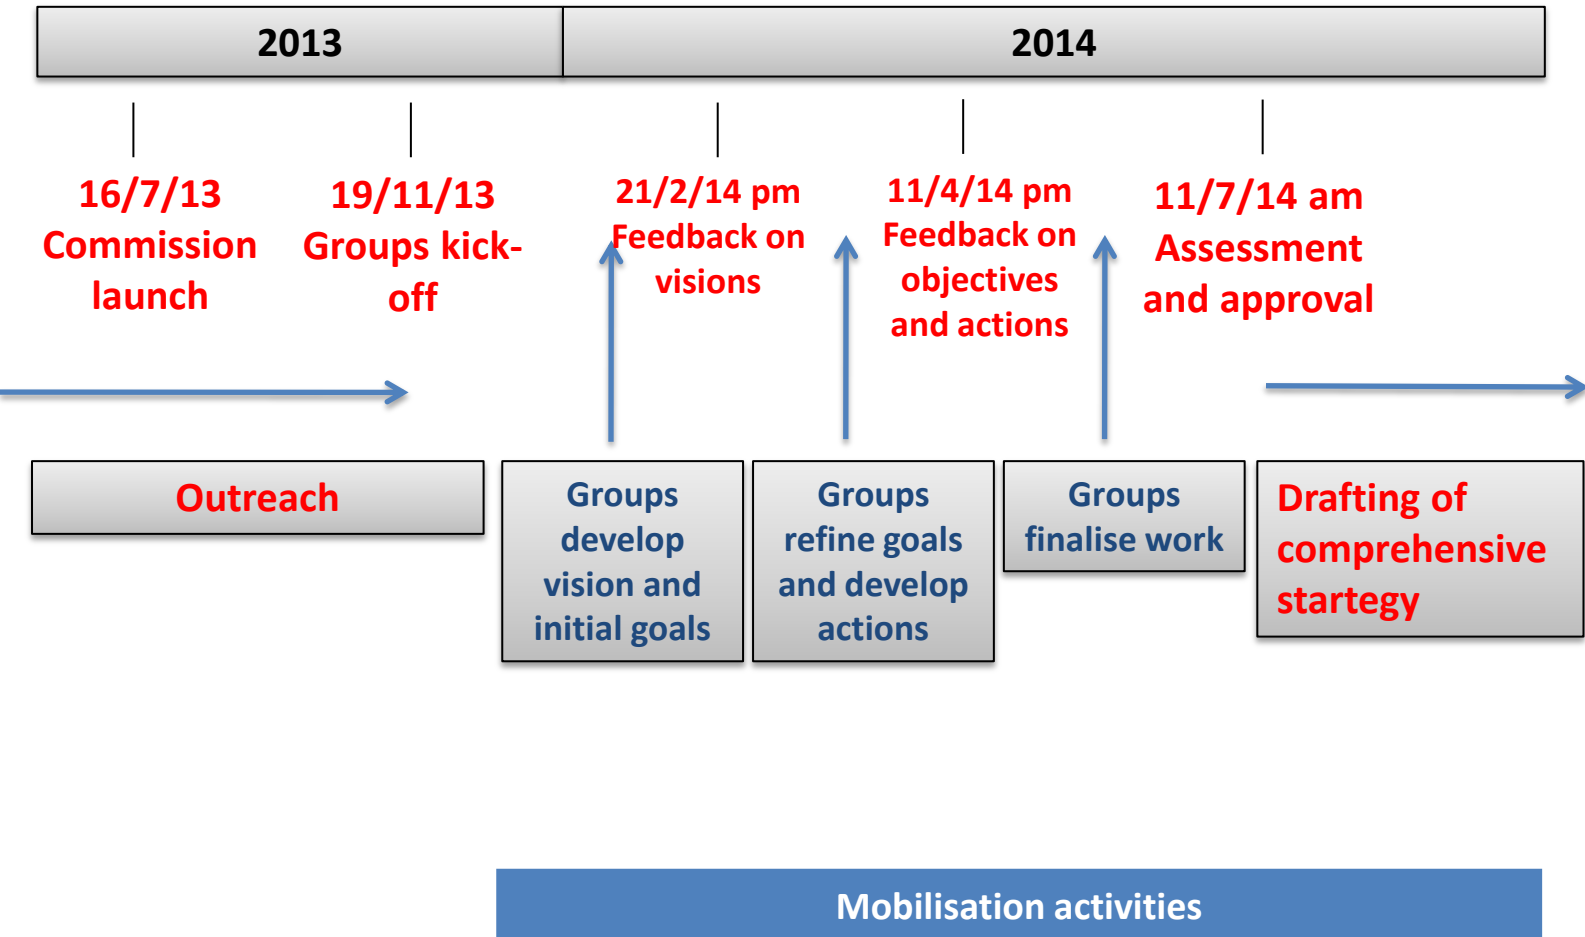 2013
2014
16/7/13
Commission
launch
19/11/13
Groups kick-
off
21/2/14 pm
Feedback on
visions
11/4/14 pm
Feedback on
objectives
and actions
11/7/14 am
Assessment
and approval
Outreach
Groups
develop
vision and
initial goals
Groups
refine goals
and develop
actions
Groups
finalise work
Drafting of
comprehensive
startegy
Mobilisation activities